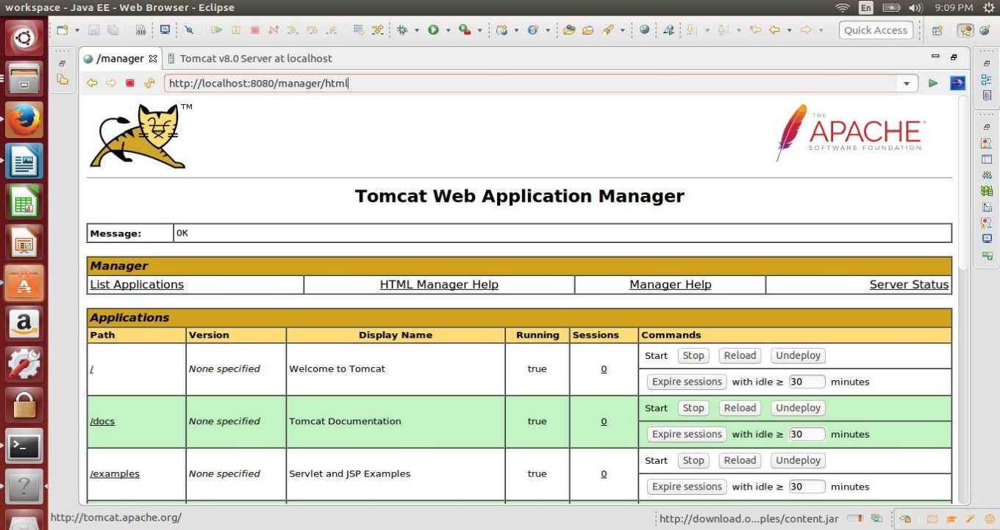 workspace - Java EE - Web Browser - Eclipse
En
9:09 PM
Quick Access
/manager
Tomcat v8.0 Server at localhost
http://localhost:8080/manager/html
TM
THE
APACHE
SOFTWARE FOUNDATION
Tomcat Web Application Manager
Message: OK
Manager
List Applications HTML Manager Help Manager Help Server Status
Applications
Path Version Display Name Running Sessions Commands
/ None specified Welcome to Tomcat true 0 Start Stop Reload Undeploy
Expire sessions with idle ≥ 30 minutes
/docs None specified Tomcat Documentation true 0 Start Stop Reload Undeploy
Expire sessions with idle ≥ 30 minutes
/examples None specified Servlet and JSP Examples true 0 Start Stop Reload Undeploy
Expire sessions with idle ≥ 30 minutes
http://tomcat.apache.org/
http://download.o...ples/content.jar